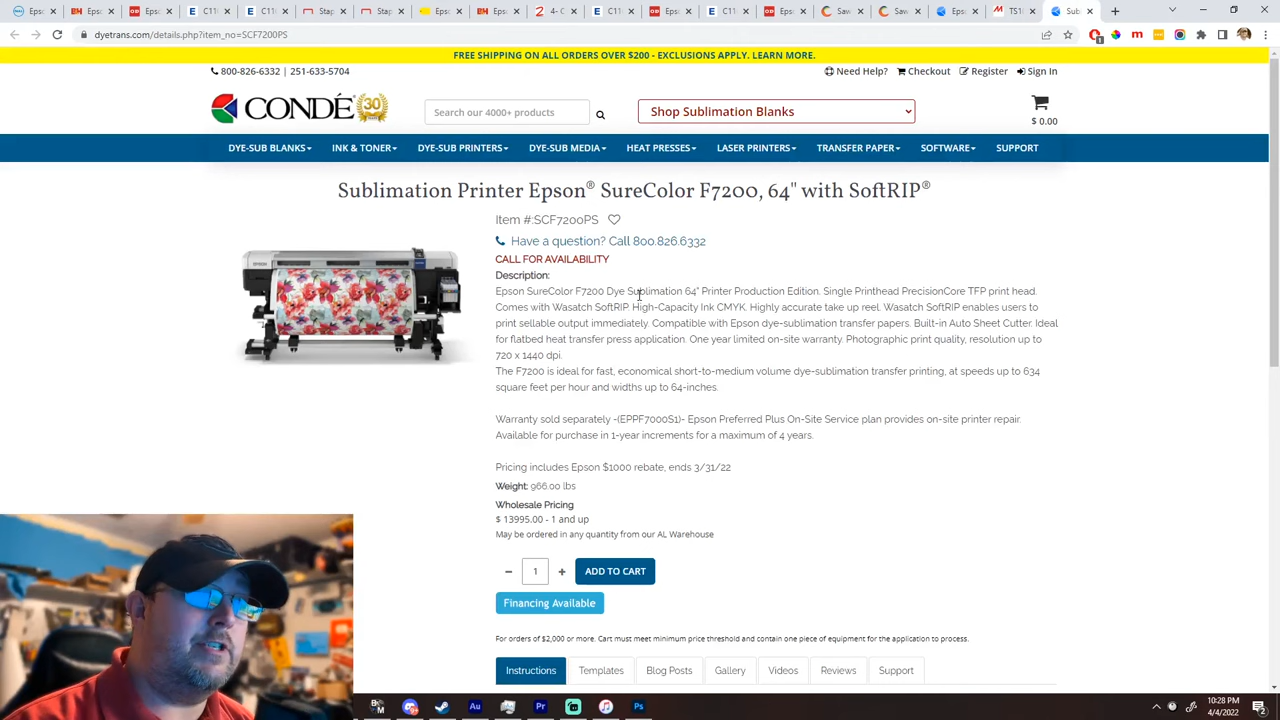 dyetrans.com/details.php?item_no=SCF7200PS
FREE SHIPPING ON ALL ORDERS OVER $200 - EXCLUSIONS APPLY. LEARN MORE.
800-826-6332 | 251-633-5704
Need Help? Checkout Register Sign In
CONDÉ 30
Search our 4000+ products
Shop Sublimation Blanks
$ 0.00
DYE-SUB BLANKS INK & TONER DYE-SUB PRINTERS DYE-SUB MEDIA HEAT PRESSES LASER PRINTERS TRANSFER PAPER SOFTWARE SUPPORT
Sublimation Printer Epson® SureColor F7200, 64" with SoftRIP®
Item #:SCF7200PS
Have a question? Call 800.826.6332
CALL FOR AVAILABILITY
Description:
Epson SureColor F7200 Dye Sublimation 64" Printer Production Edition. Single Printhead PrecisionCore TFP print head.
Comes with Wasatch SoftRIP. High-Capacity Ink CMYK. Highly accurate take up reel. Wasatch SoftRIP enables users to
print sellable output immediately. Compatible with Epson dye-sublimation transfer papers. Built-in Auto Sheet Cutter. Ideal
for flatbed heat transfer press application. One year limited on-site warranty. Photographic print quality, resolution up to
720 x 1440 dpi.
The F7200 is ideal for fast, economical short-to-medium volume dye-sublimation transfer printing, at speeds up to 634
square feet per hour and widths up to 64-inches.
Warranty sold separately -(EPPF7000S1)- Epson Preferred Plus On-Site Service plan provides on-site printer repair.
Available for purchase in 1-year increments for a maximum of 4 years.
Pricing includes Epson $1000 rebate, ends 3/31/22
Weight: 966.00 lbs
Wholesale Pricing
$ 13995.00 - 1 and up
May be ordered in any quantity from our AL Warehouse
1
ADD TO CART
Financing Available
For orders of $2,000 or more. Cart must meet minimum price threshold and contain one piece of equipment for the application to process.
Instructions Templates Blog Posts Gallery Videos Reviews Support
10:28 PM
4/4/2022